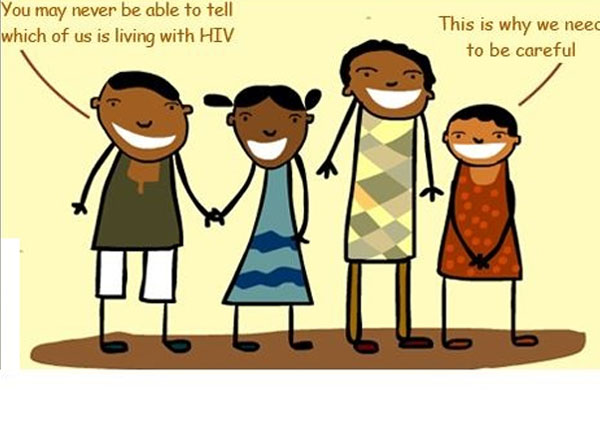 You may never be able to tell
which of us is living with HIV
This is why we need
to be careful